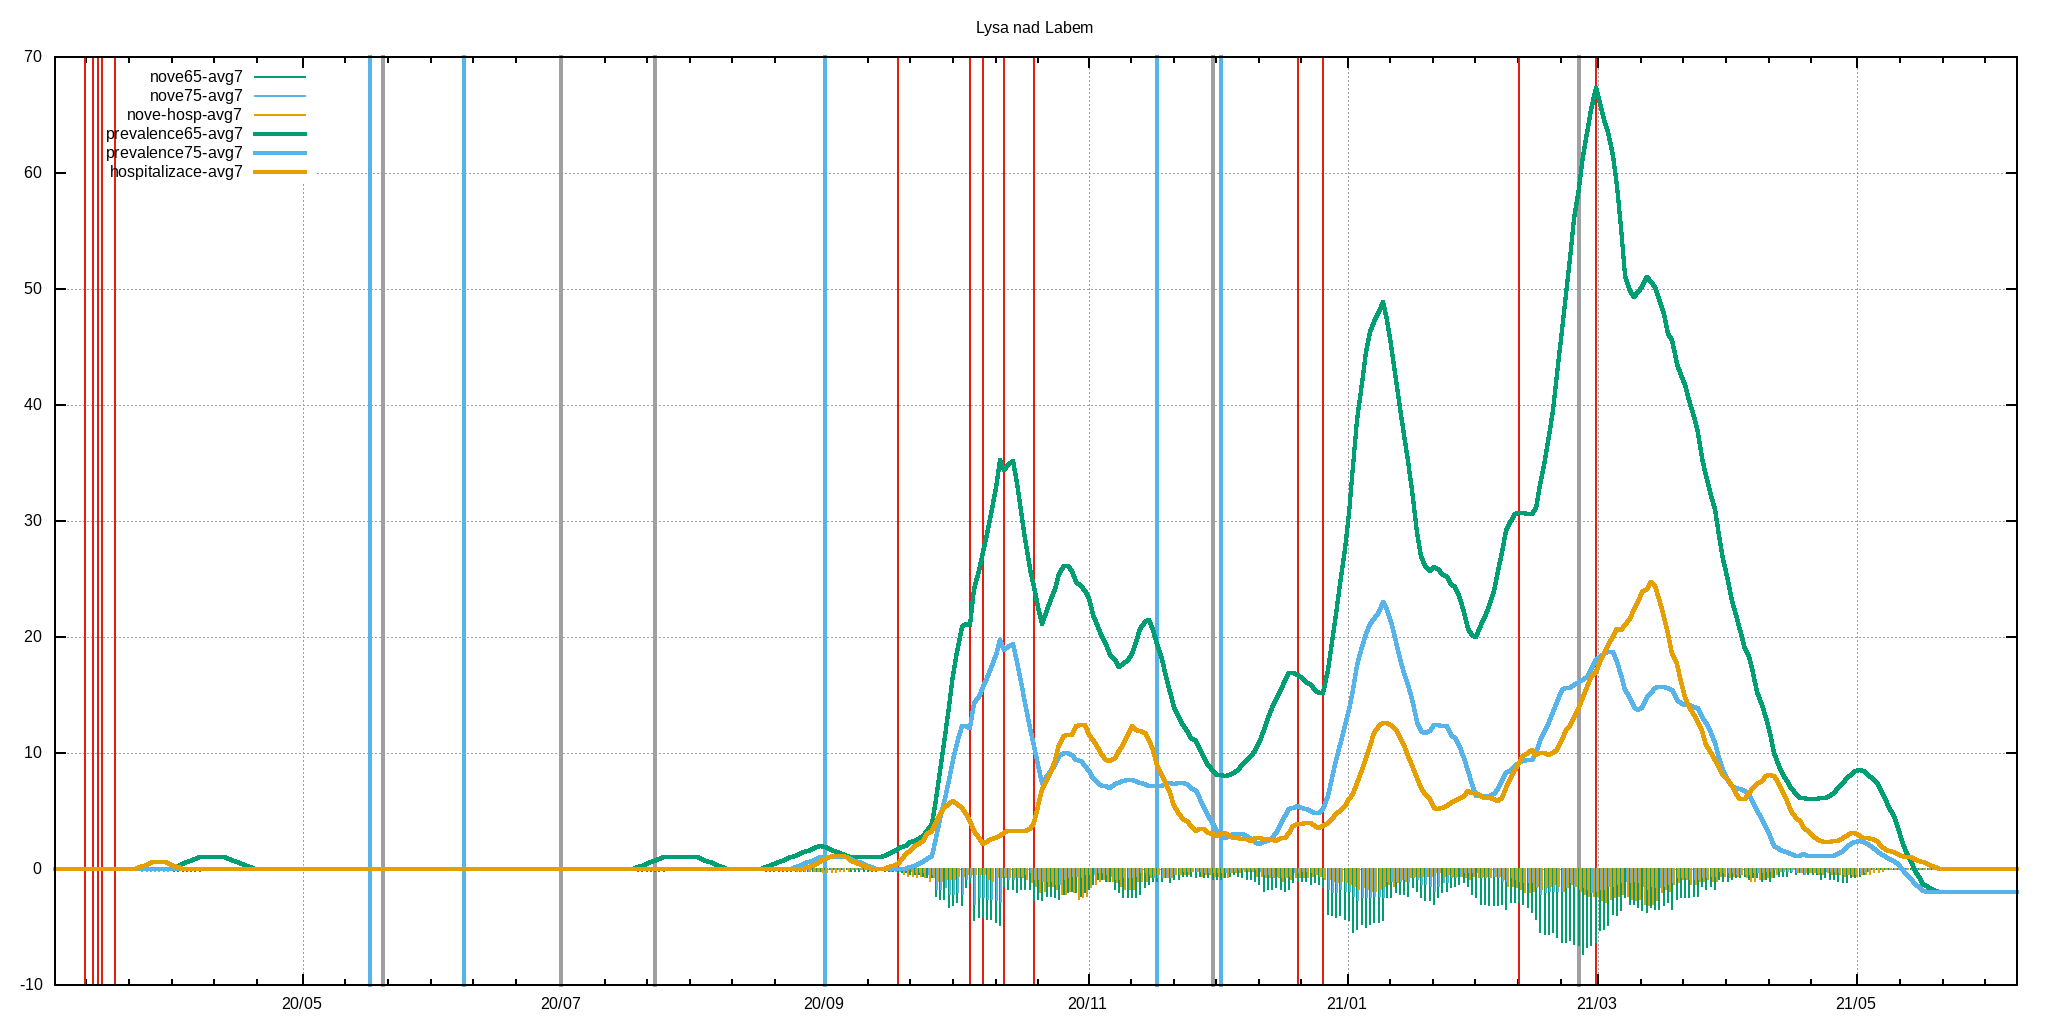 Lysa nad Labem
70
60
50
40
30
20
10
0
-10
nove65-avg7
nove75-avg7
nove-hosp-avg7
prevalence65-avg7
prevalence75-avg7
hospitalizace-avg7
20/05 20/07 20/09 20/11 21/01 21/03 21/05